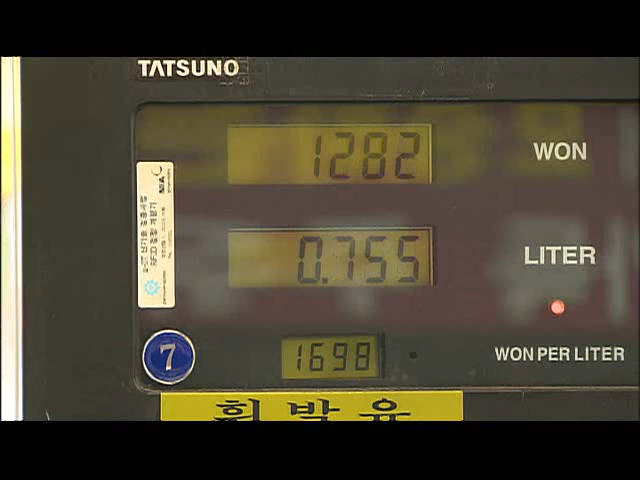 TATSUNO
1282 WON
0.755 LITER
1698 WON PER LITER
7
휘발유